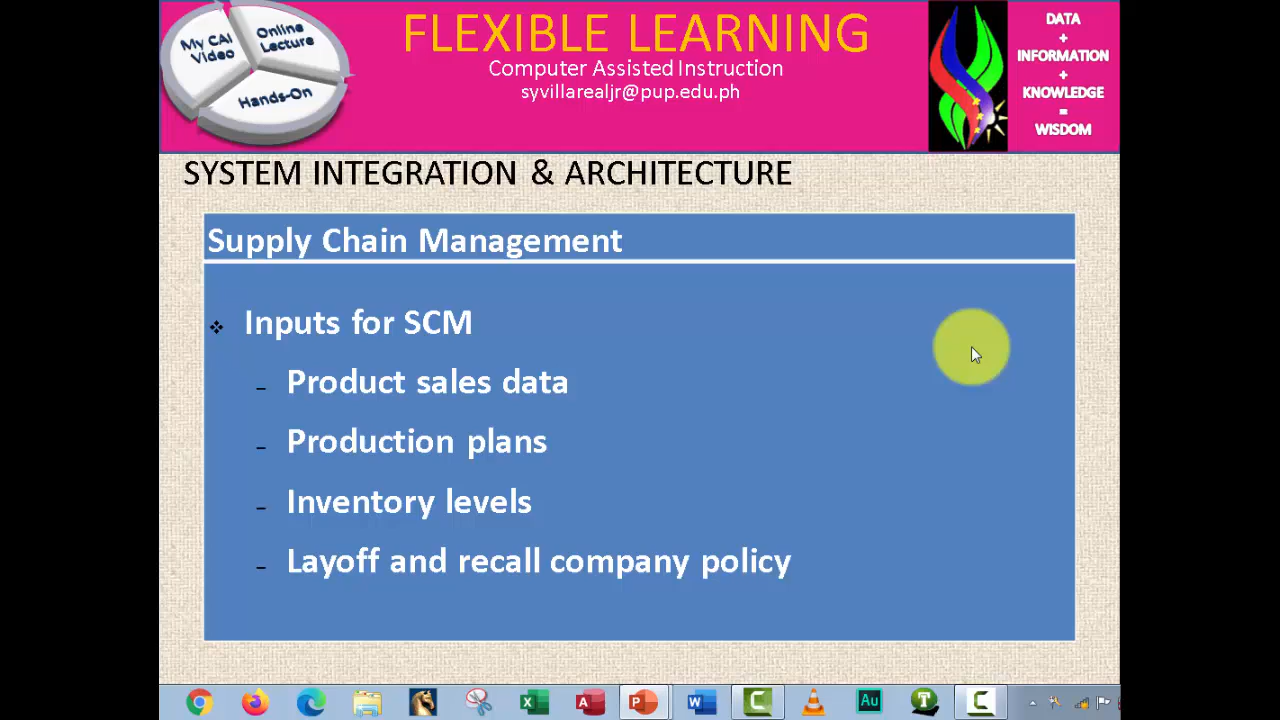 My CAI
Video
Online
Lecture
Hands-On
FLEXIBLE LEARNING
Computer Assisted Instruction
syvillarealjr@pup.edu.ph
DATA
+
INFORMATION
+
KNOWLEDGE
=
WISDOM
SYSTEM INTEGRATION & ARCHITECTURE
Supply Chain Management
❖ Inputs for SCM
– Product sales data
– Production plans
– Inventory levels
– Layoff and recall company policy